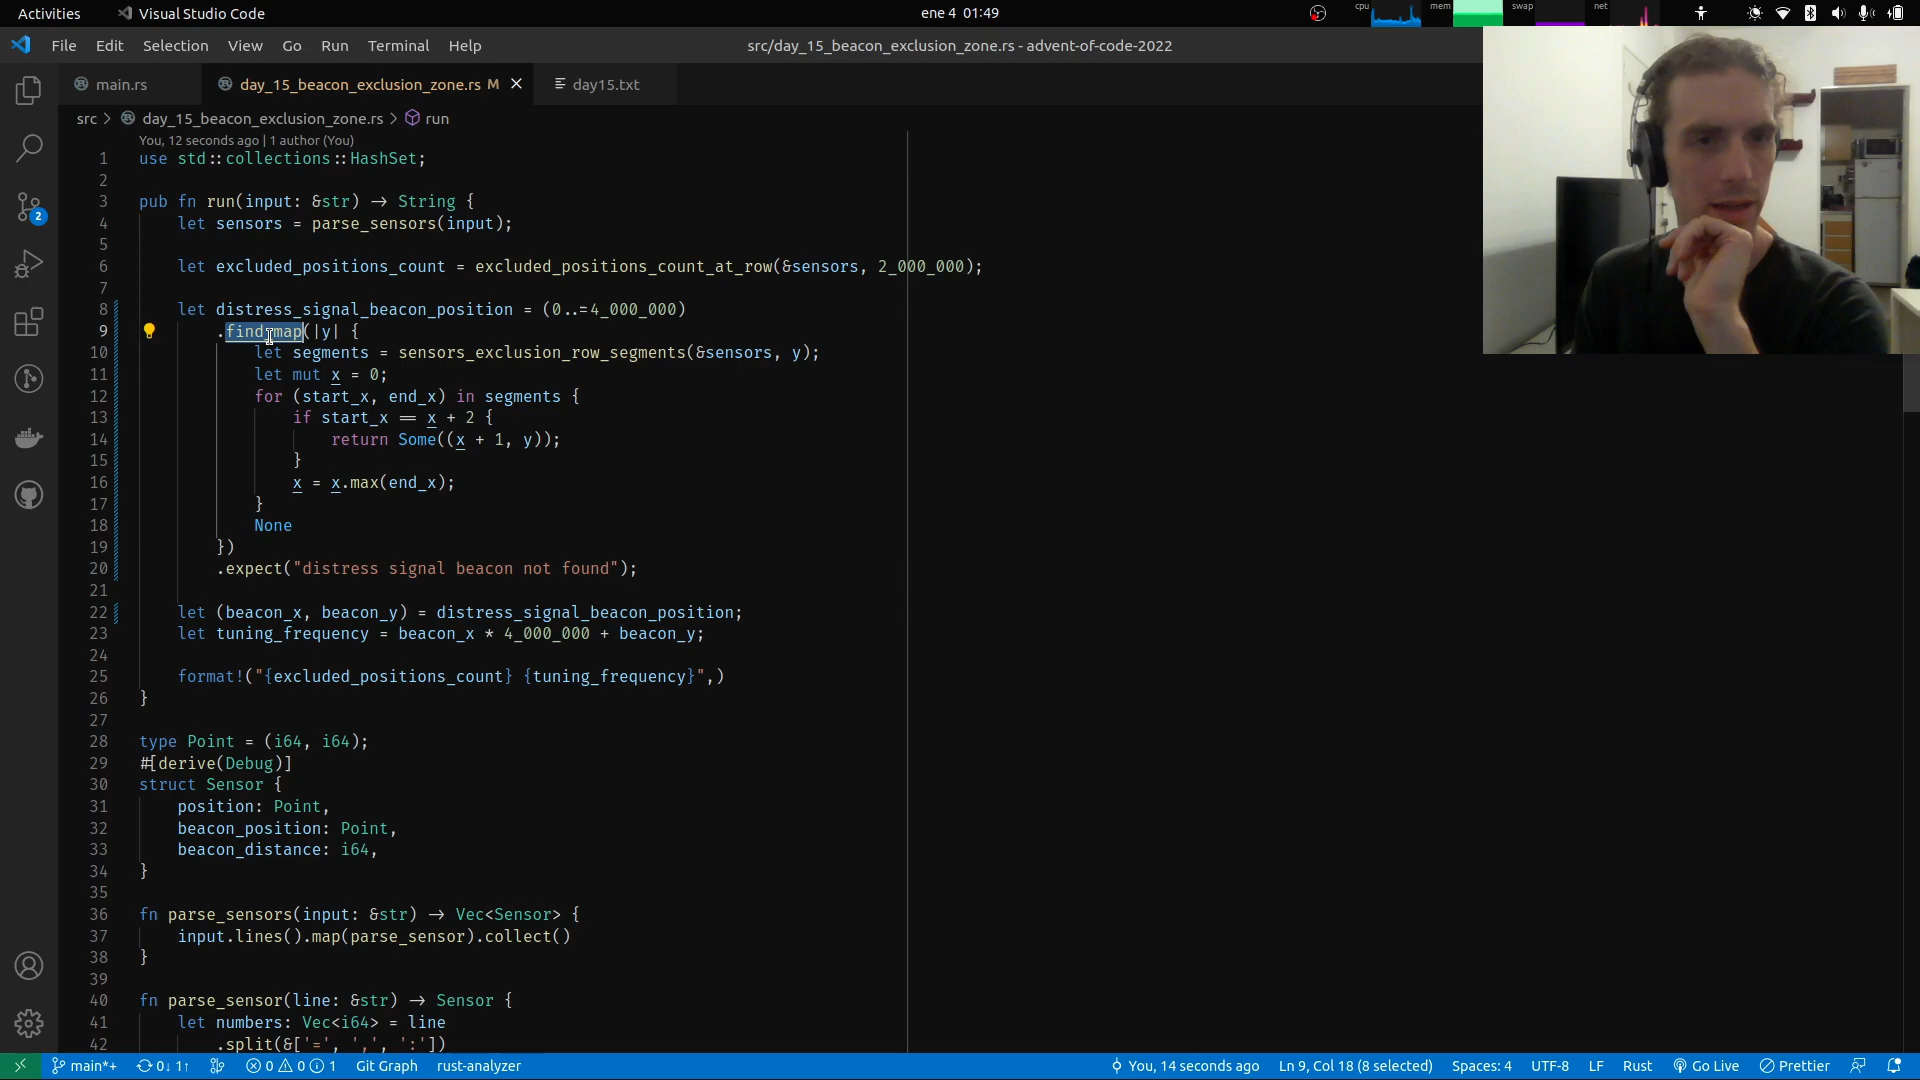 Activities Visual Studio Code ene 4 01:49 cpu mem swap net
File Edit Selection View Go Run Terminal Help src/day_15_beacon_exclusion_zone.rs - advent-of-code-2022
main.rs day_15_beacon_exclusion_zone.rs M day15.txt
src > day_15_beacon_exclusion_zone.rs > run
You, 12 seconds ago | 1 author (You)
1 use std::collections::HashSet;
2
3 pub fn run(input: &str) -> String {
4 let sensors = parse_sensors(input);
5
6 let excluded_positions_count = excluded_positions_count_at_row(&sensors, 2_000_000);
7
8 let distress_signal_beacon_position = (0..=4_000_000)
9 .find_map(|y| {
10 let segments = sensors_exclusion_row_segments(&sensors, y);
11 let mut x = 0;
12 for (start_x, end_x) in segments {
13 if start_x == x + 2 {
14 return Some((x + 1, y));
15 }
16 x = x.max(end_x);
17 }
18 None
19 })
20 .expect("distress signal beacon not found");
21
22 let (beacon_x, beacon_y) = distress_signal_beacon_position;
23 let tuning_frequency = beacon_x * 4_000_000 + beacon_y;
24
25 format!("{excluded_positions_count} {tuning_frequency}",)
26 }
27
28 type Point = (i64, i64);
29 #[derive(Debug)]
30 struct Sensor {
31 position: Point,
32 beacon_position: Point,
33 beacon_distance: i64,
34 }
35
36 fn parse_sensors(input: &str) -> Vec<Sensor> {
37 input.lines().map(parse_sensor).collect()
38 }
39
40 fn parse_sensor(line: &str) -> Sensor {
41 let numbers: Vec<i64> = line
42 .split(&['=', ',', ':'])
2
main*+ 0↓ 1↑ 0 0 1 Git Graph rust-analyzer You, 14 seconds ago Ln 9, Col 18 (8 selected) Spaces: 4 UTF-8 LF Rust Go Live Prettier